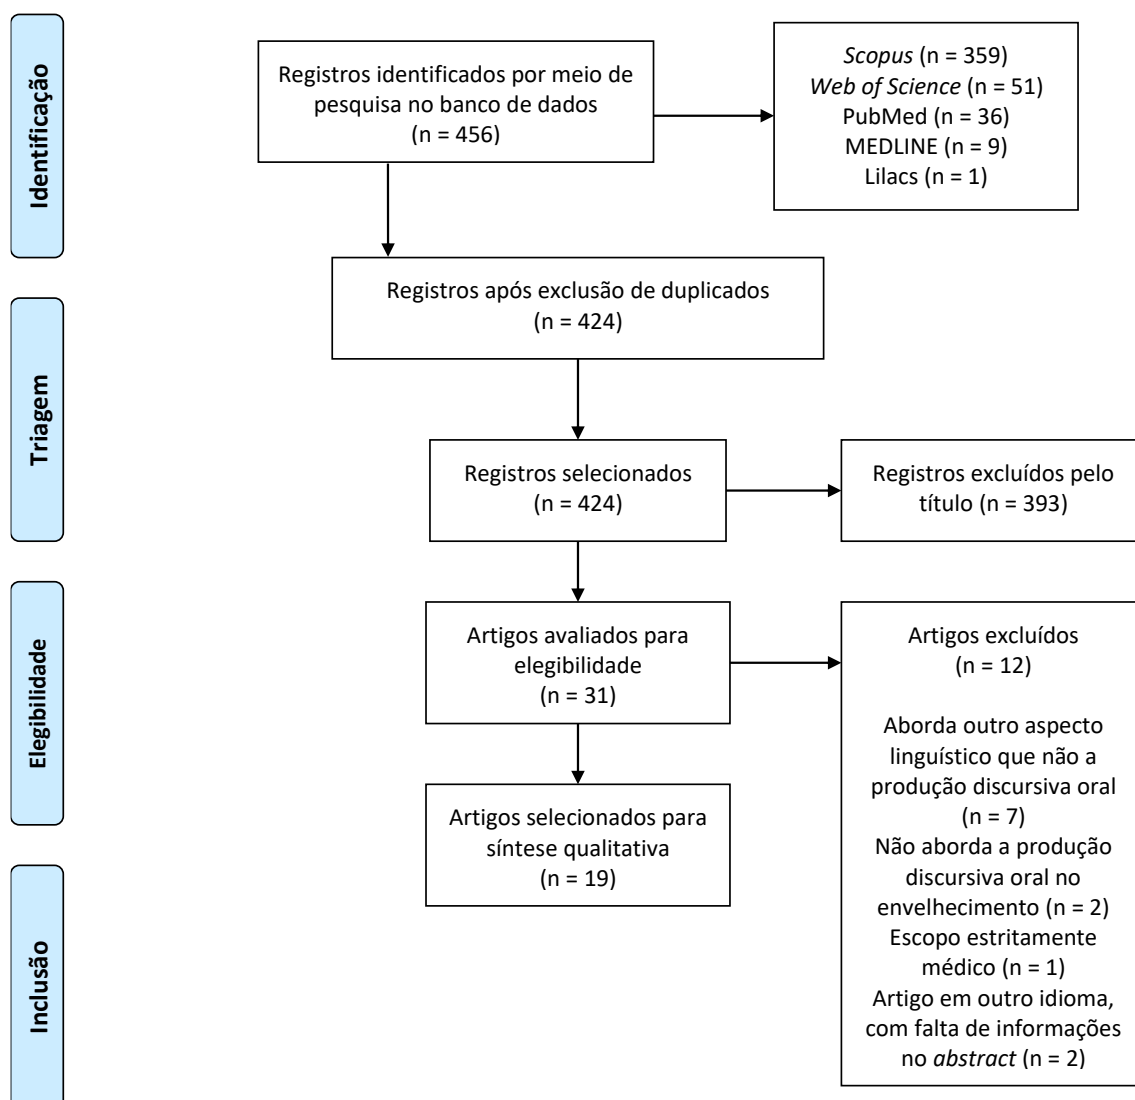 Identificação
Registros identificados por meio de
pesquisa no banco de dados
(n = 456)
Scopus (n = 359)
Web of Science (n = 51)
PubMed (n = 36)
MEDLINE (n = 9)
Lilacs (n = 1)
Registros após exclusão de duplicados
(n = 424)
Triagem
Registros selecionados
(n = 424)
Registros excluídos pelo
título (n = 393)
Elegibilidade
Artigos avaliados para
elegibilidade
(n = 31)
Artigos excluídos
(n = 12)
Aborda outro aspecto
linguístico que não a
produção discursiva oral
(n = 7)
Não aborda a produção
discursiva oral no
envelhecimento (n = 2)
Escopo estritamente
médico (n = 1)
Artigo em outro idioma,
com falta de informações
no abstract (n = 2)
Artigos selecionados para
síntese qualitativa
(n = 19)
Inclusão